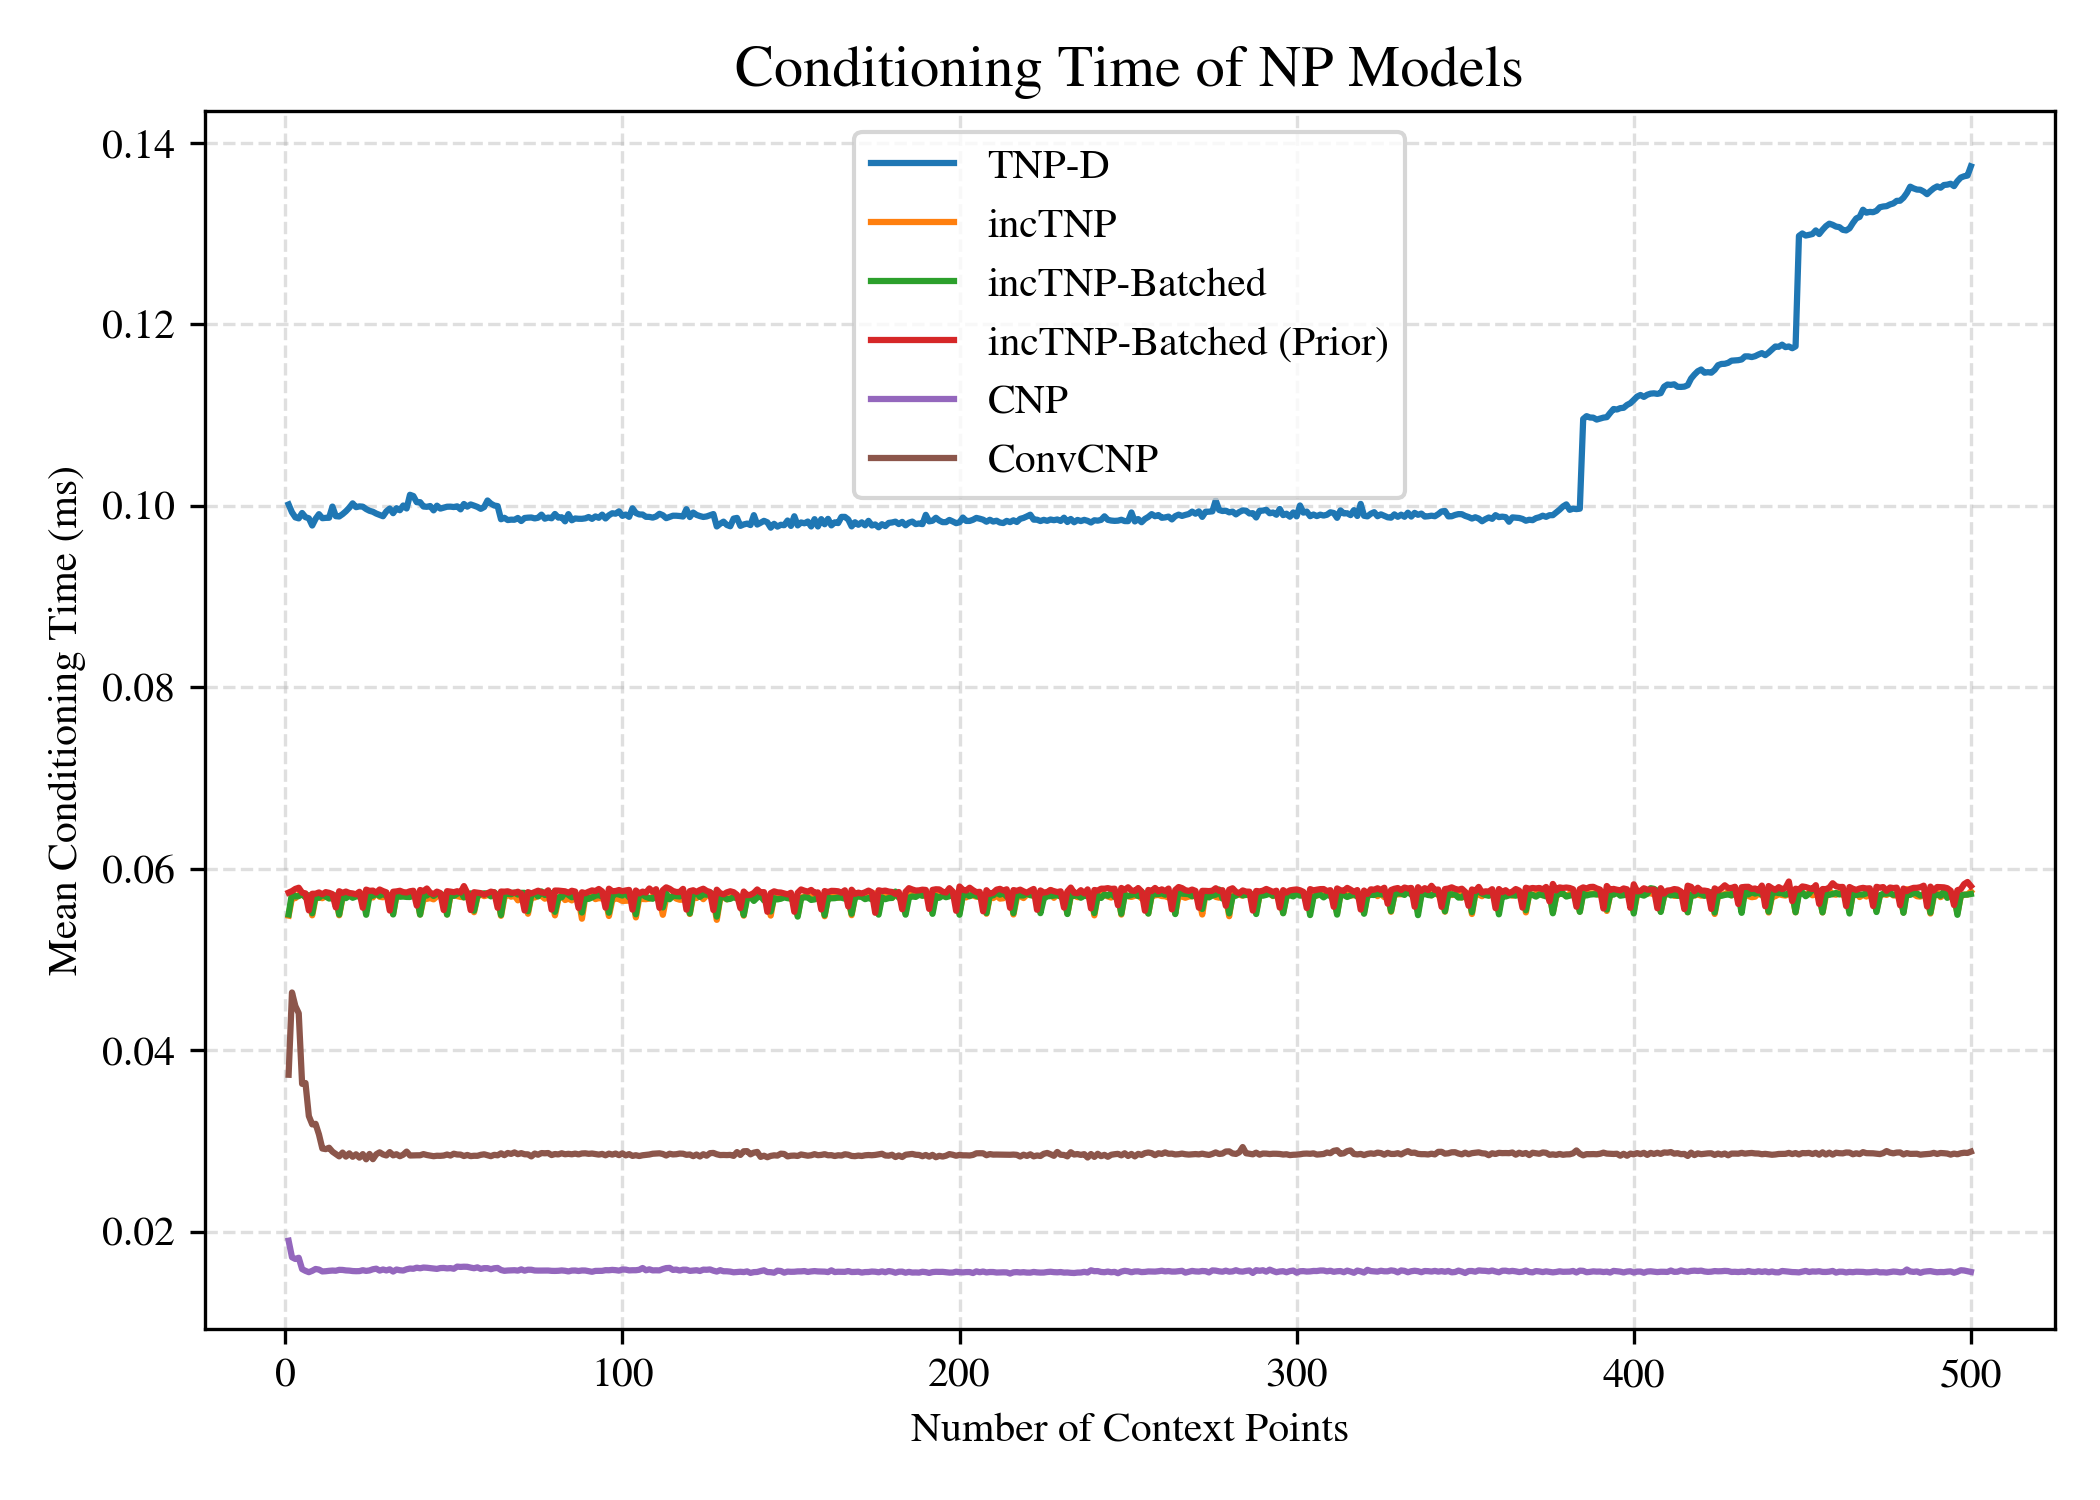 Conditioning Time of NP Models
Mean Conditioning Time (ms)
0.14
0.12
0.10
0.08
0.06
0.04
0.02
TNP-D
incTNP
incTNP-Batched
incTNP-Batched (Prior)
CNP
ConvCNP
0 100 200 300 400 500
Number of Context Points